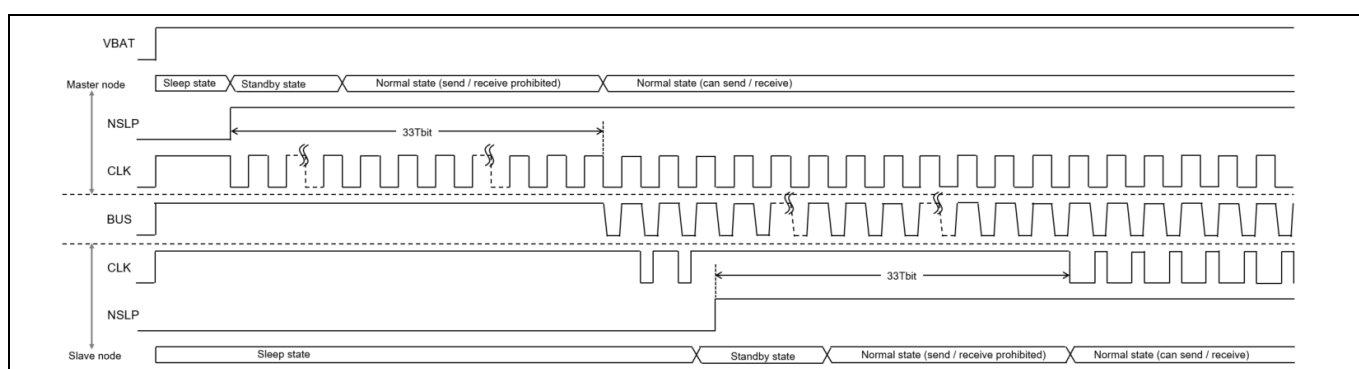 VBAT
Master node
Sleep state
Standby state
Normal state (send / receive prohibited)
Normal state (can send / receive)
NSLP
33Tbit
CLK
BUS
CLK
33Tbit
NSLP
Slave node
Sleep state
Standby state
Normal state (send / receive prohibited)
Normal state (can send / receive)